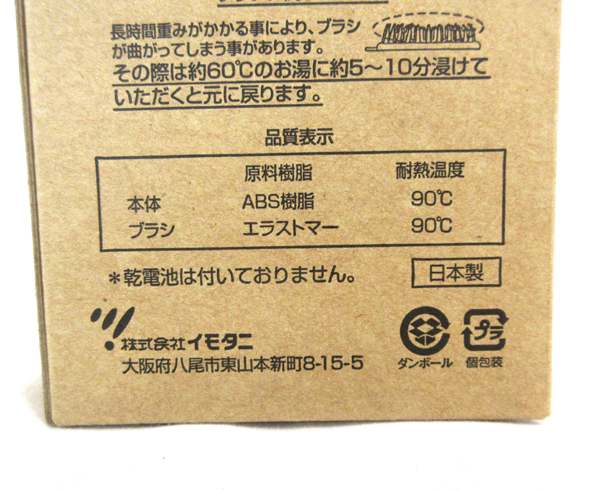 長時間重みがかかる事により、ブラシ
が曲がってしまう事があります。
その際は約60℃のお湯に約5～10分浸けて
いただくと元に戻ります。
品質表示
原料樹脂 耐熱温度
本体 ABS樹脂 90℃
ブラシ エラストマー 90℃
＊乾電池は付いておりません。 日本製
株式会社イモタニ
大阪府八尾市東山本新町8-15-5
ダンボール プラ 個包装